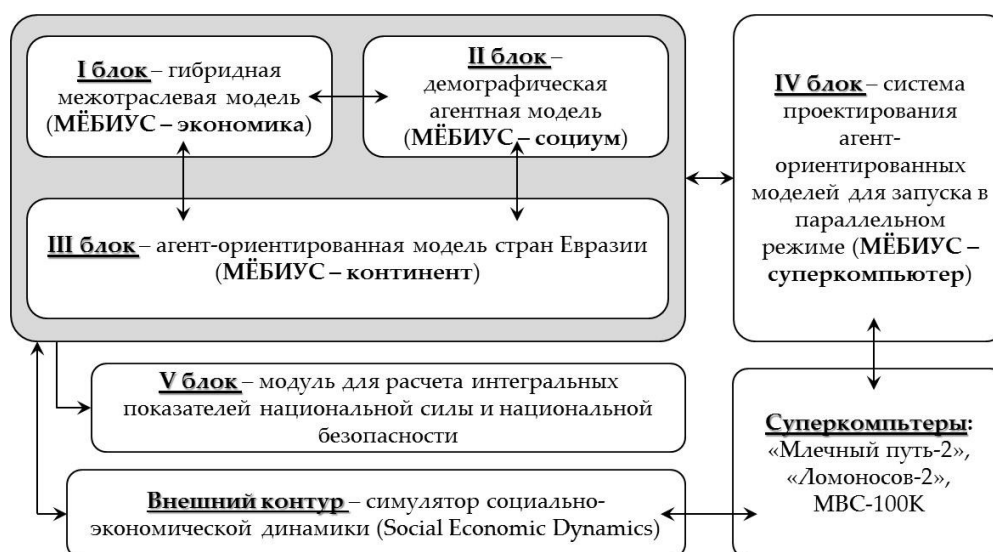 I блок – гибридная
межотраслевая модель
(МЁБИУС – экономика)
II блок –
демографическая
агентная модель
(МЁБИУС – социум)
III блок – агент-ориентированная модель стран Евразии
(МЁБИУС – континент)
IV блок – система
проектирования
агент-
ориентированных
моделей для запуска в
параллельном
режиме (МЁБИУС –
суперкомпьютер)
V блок – модуль для расчета интегральных
показателей национальной силы и национальной
безопасности
Внешний контур – симулятор социально-
экономической динамики (Social Economic Dynamics)
Суперкомпьтеры:
«Млечный путь-2»,
«Ломоносов-2»,
МВС-100K